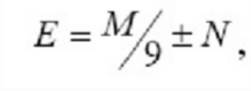 E = M/9 ± N,